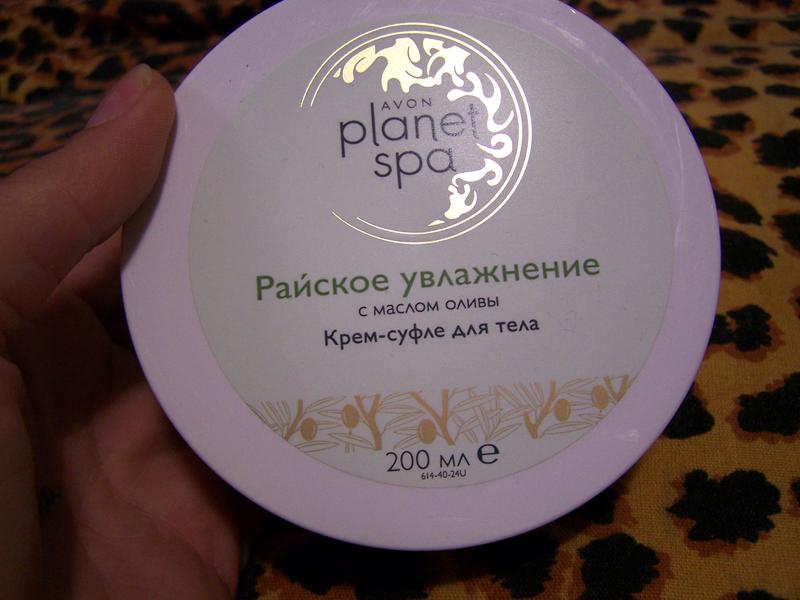 AVON
planet
spa
Райское увлажнение
с маслом оливы
Крем-суфле для тела
200 мл e
614-40-24U